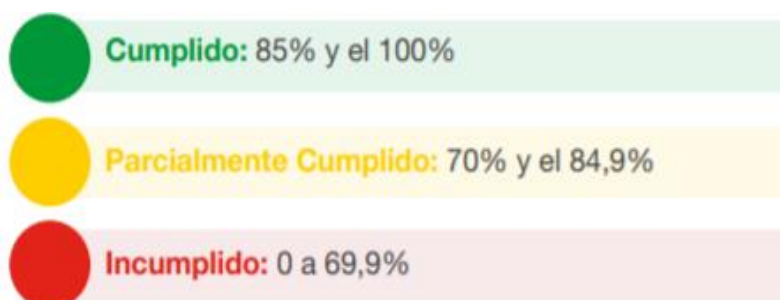 Cumplido: 85% y el 100%
Parcialmente Cumplido: 70% y el 84,9%
Incumplido: 0 a 69,9%